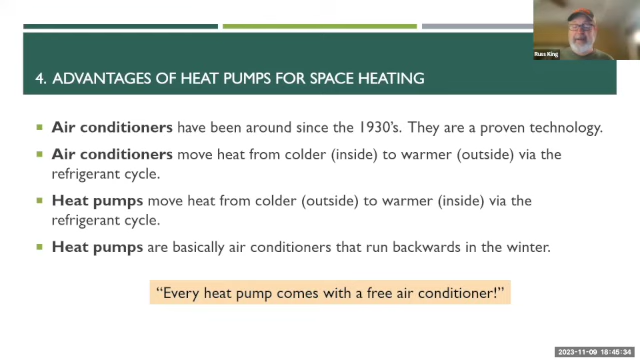 Russ King
4. ADVANTAGES OF HEAT PUMPS FOR SPACE HEATING
Air conditioners have been around since the 1930's. They are a proven technology.
Air conditioners move heat from colder (inside) to warmer (outside) via the
refrigerant cycle.
Heat pumps move heat from colder (outside) to warmer (inside) via the
refrigerant cycle.
Heat pumps are basically air conditioners that run backwards in the winter.
“Every heat pump comes with a free air conditioner!”
2023-11-09 18:45:34